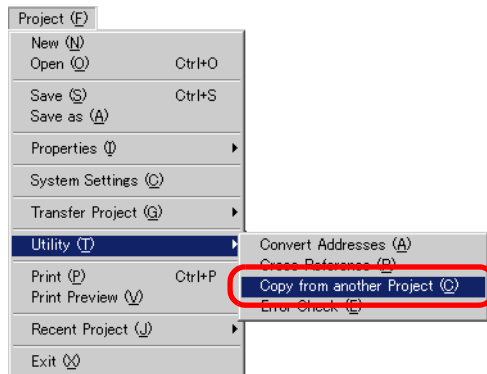 Project (F)
New (N)
Open (O) Ctrl+O
Save (S) Ctrl+S
Save as (A)
Properties (I)
System Settings (C)
Transfer Project (G)
Utility (T)
Convert Addresses (A)
Cross Reference (R)
Copy from another Project (C)
Error Check (E)
Print (P) Ctrl+P
Print Preview (V)
Recent Project (J)
Exit (X)